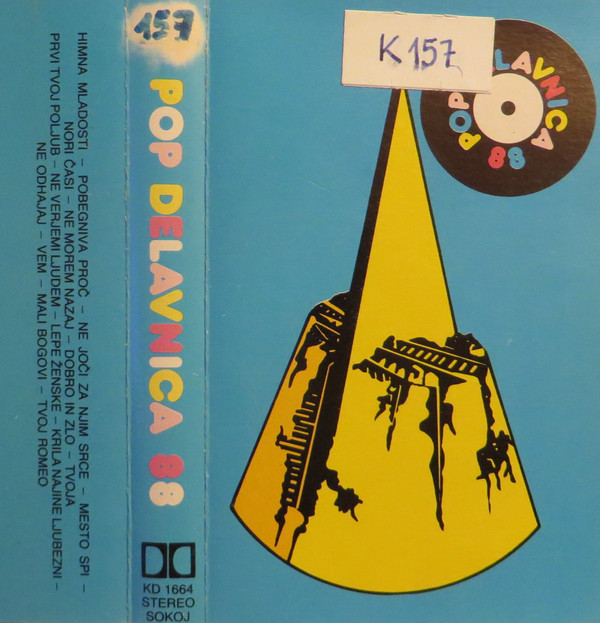 HIMNA MLADOSTI – POBEGNIVA PROČ – NE JOČI ZA NJIM SRCE – MESTO SPI –
NORI ČASI – NE MOREM NAZAJ – DOBRO IN ZLO – TVOJA
PRVI TVOJ POLJUB – NE VERJEMI LJUDEM – LEPE ŽENSKE – KRILA NAJINE LJUBEZNI –
NE ODHAJAJ – VEM – MALI BOGOVI – TVOJ ROMEO
157
POP DELAVNICA 88
KD 1664
STEREO
SOKOJ
K 157
POP DELAVNICA 88